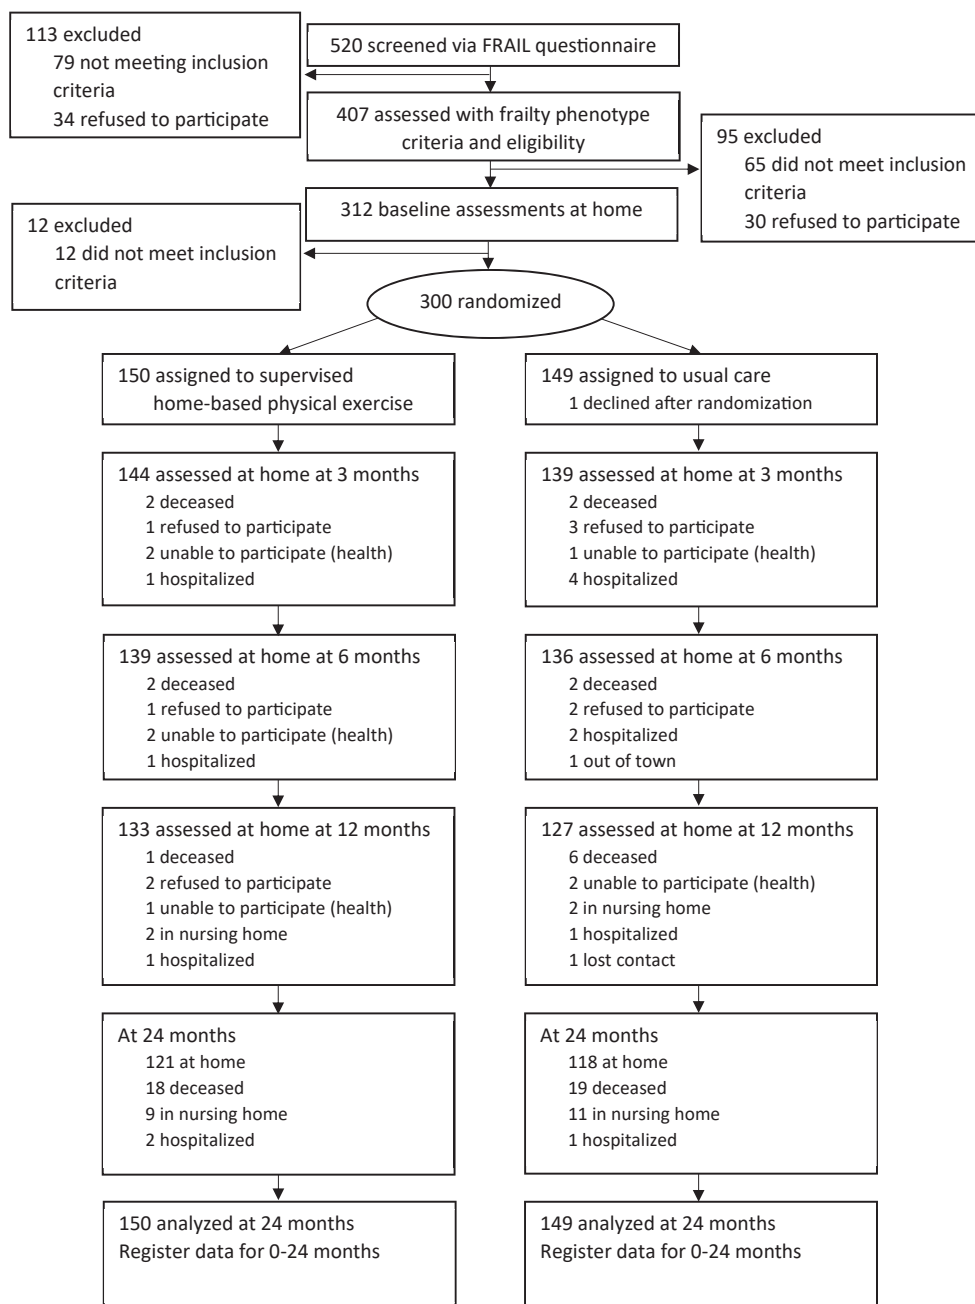 113 excluded
79 not meeting inclusion
criteria
34 refused to participate
520 screened via FRAIL questionnaire
407 assessed with frailty phenotype
criteria and eligibility
95 excluded
65 did not meet inclusion
criteria
30 refused to participate
312 baseline assessments at home
12 excluded
12 did not meet inclusion
criteria
300 randomized
150 assigned to supervised
home-based physical exercise
149 assigned to usual care
1 declined after randomization
144 assessed at home at 3 months
2 deceased
1 refused to participate
2 unable to participate (health)
1 hospitalized
139 assessed at home at 3 months
2 deceased
3 refused to participate
1 unable to participate (health)
4 hospitalized
139 assessed at home at 6 months
2 deceased
1 refused to participate
2 unable to participate (health)
1 hospitalized
136 assessed at home at 6 months
2 deceased
2 refused to participate
2 hospitalized
1 out of town
133 assessed at home at 12 months
1 deceased
2 refused to participate
1 unable to participate (health)
2 in nursing home
1 hospitalized
127 assessed at home at 12 months
6 deceased
2 unable to participate (health)
2 in nursing home
1 hospitalized
1 lost contact
At 24 months
121 at home
18 deceased
9 in nursing home
2 hospitalized
At 24 months
118 at home
19 deceased
11 in nursing home
1 hospitalized
150 analyzed at 24 months
Register data for 0-24 months
149 analyzed at 24 months
Register data for 0-24 months